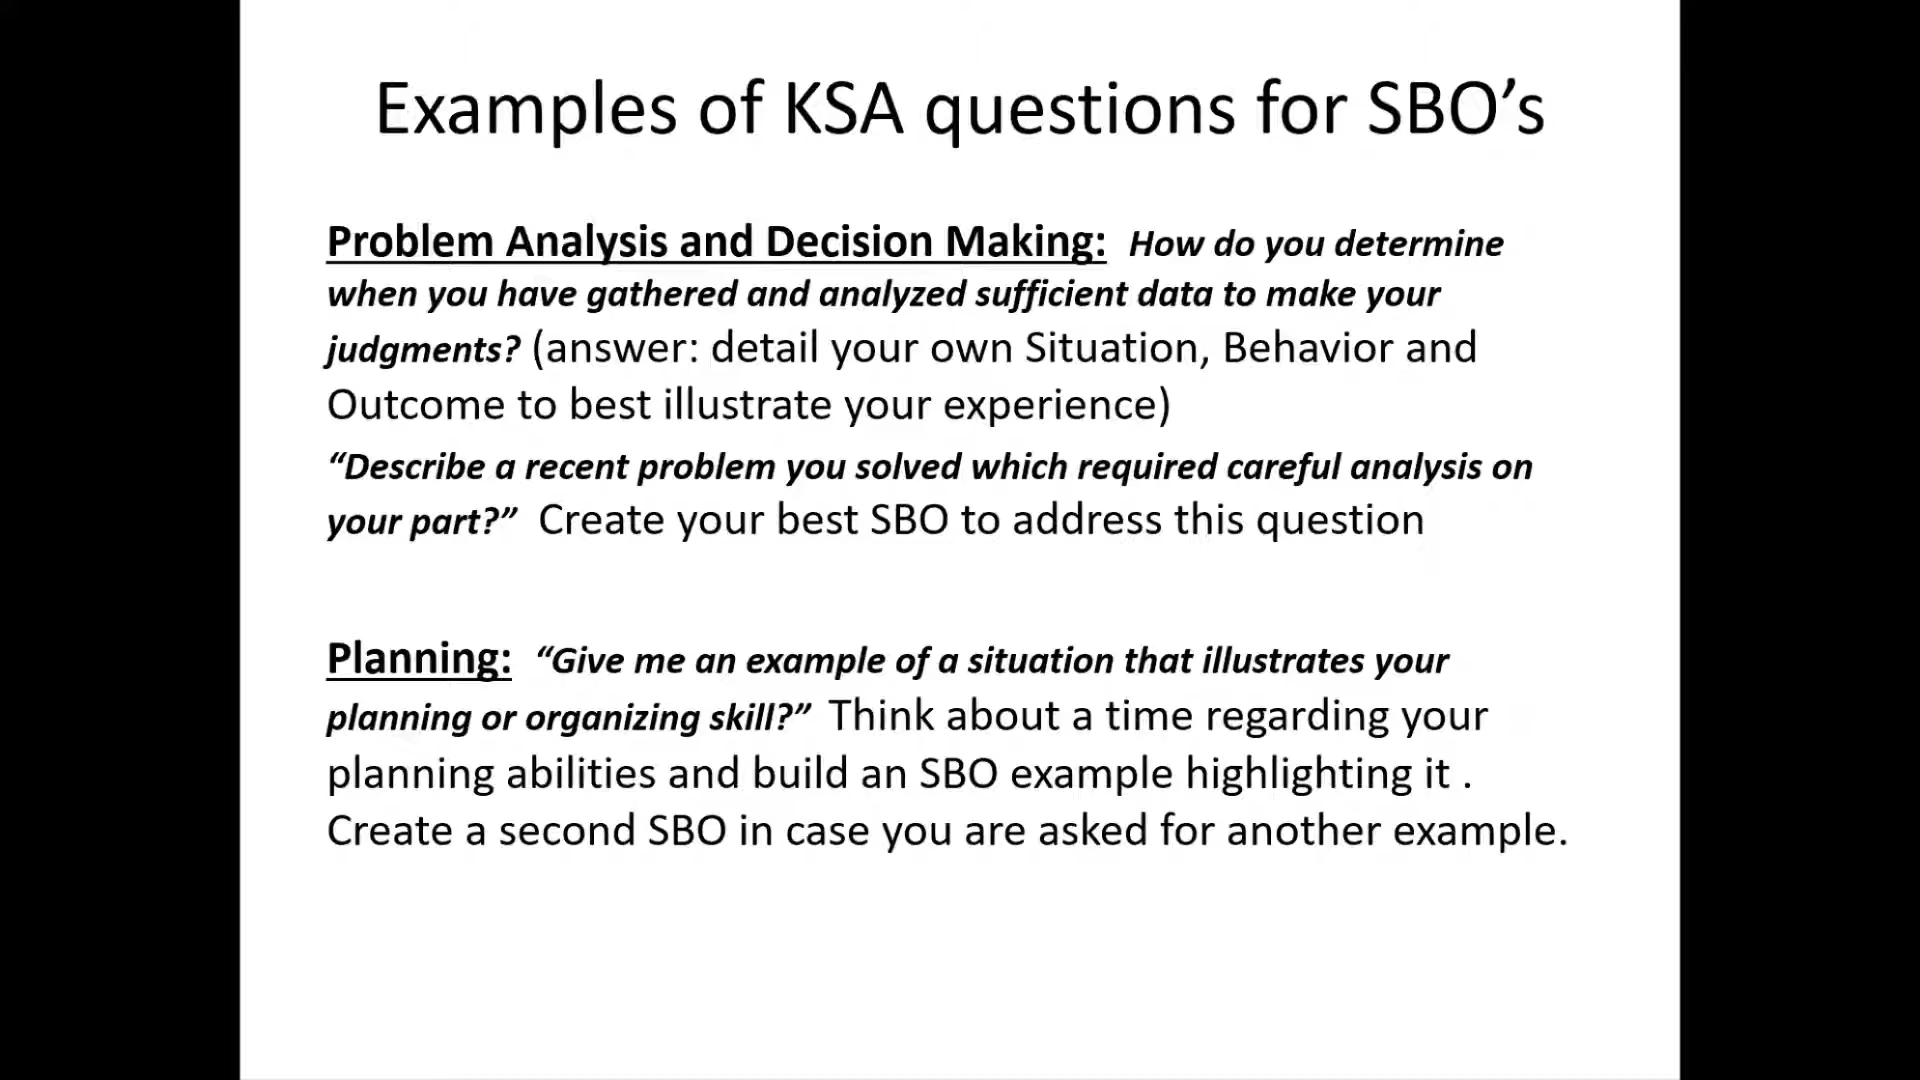 Examples of KSA questions for SBO’s
Problem Analysis and Decision Making: How do you determine
when you have gathered and analyzed sufficient data to make your
judgments? (answer: detail your own Situation, Behavior and
Outcome to best illustrate your experience)
“Describe a recent problem you solved which required careful analysis on
your part?” Create your best SBO to address this question
Planning: “Give me an example of a situation that illustrates your
planning or organizing skill?” Think about a time regarding your
planning abilities and build an SBO example highlighting it .
Create a second SBO in case you are asked for another example.